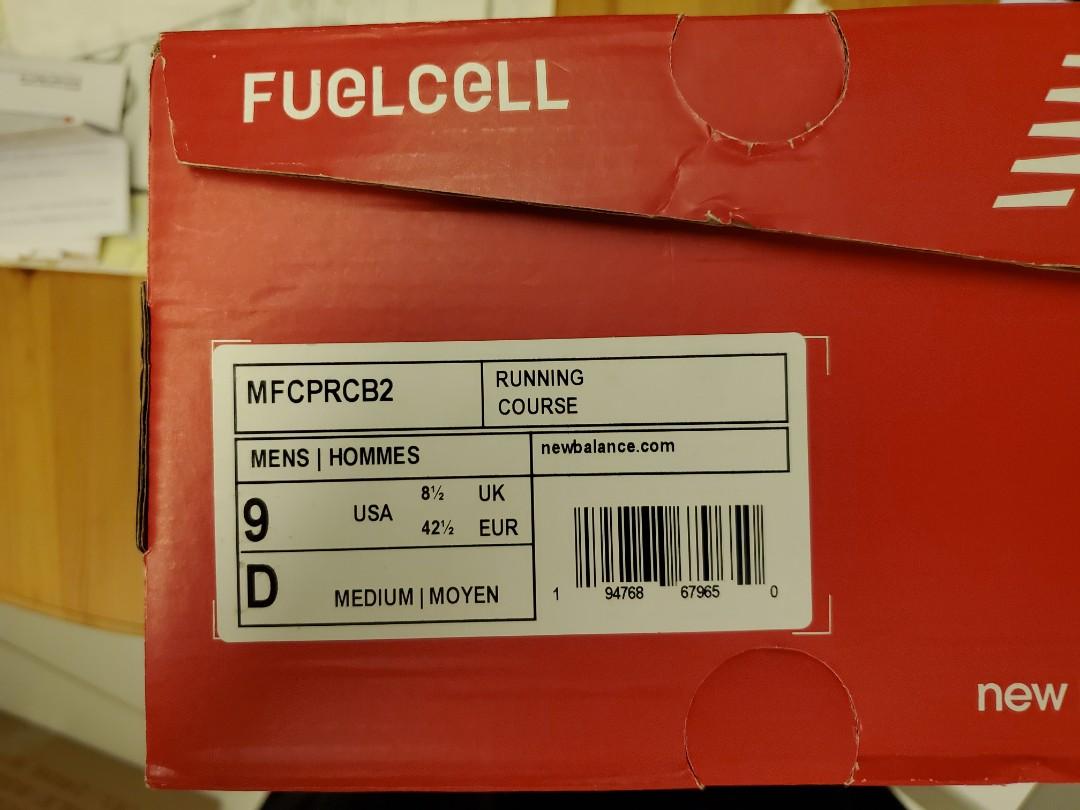 FUELCELL
MFCPRCB2
RUNNING
COURSE
MENS | HOMMES
newbalance.com
9 USA 8½ UK
42½ EUR
D MEDIUM | MOYEN
1 94768 67965 0
new